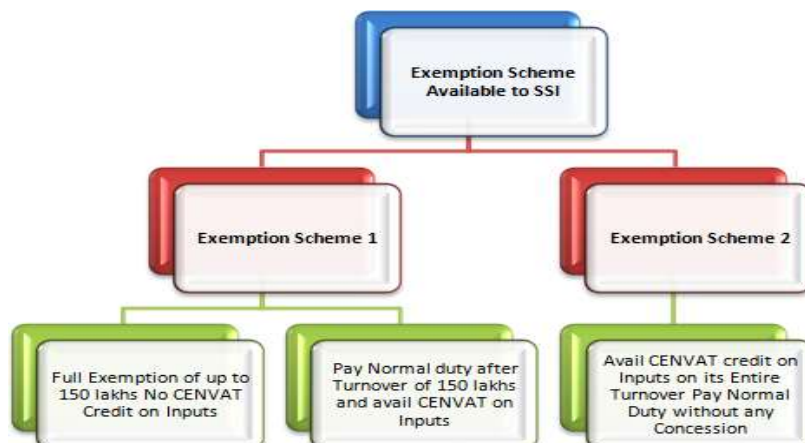 Exemption Scheme
Available to SSI
Exemption Scheme 1
Exemption Scheme 2
Full Exemption of up to
150 lakhs No CENVAT
Credit on Inputs
Pay Normal duty after
Turnover of 150 lakhs
and avail CENVAT on
Inputs
Avail CENVAT credit on
Inputs on its Entire
Turnover Pay Normal
Duty without any
Concession